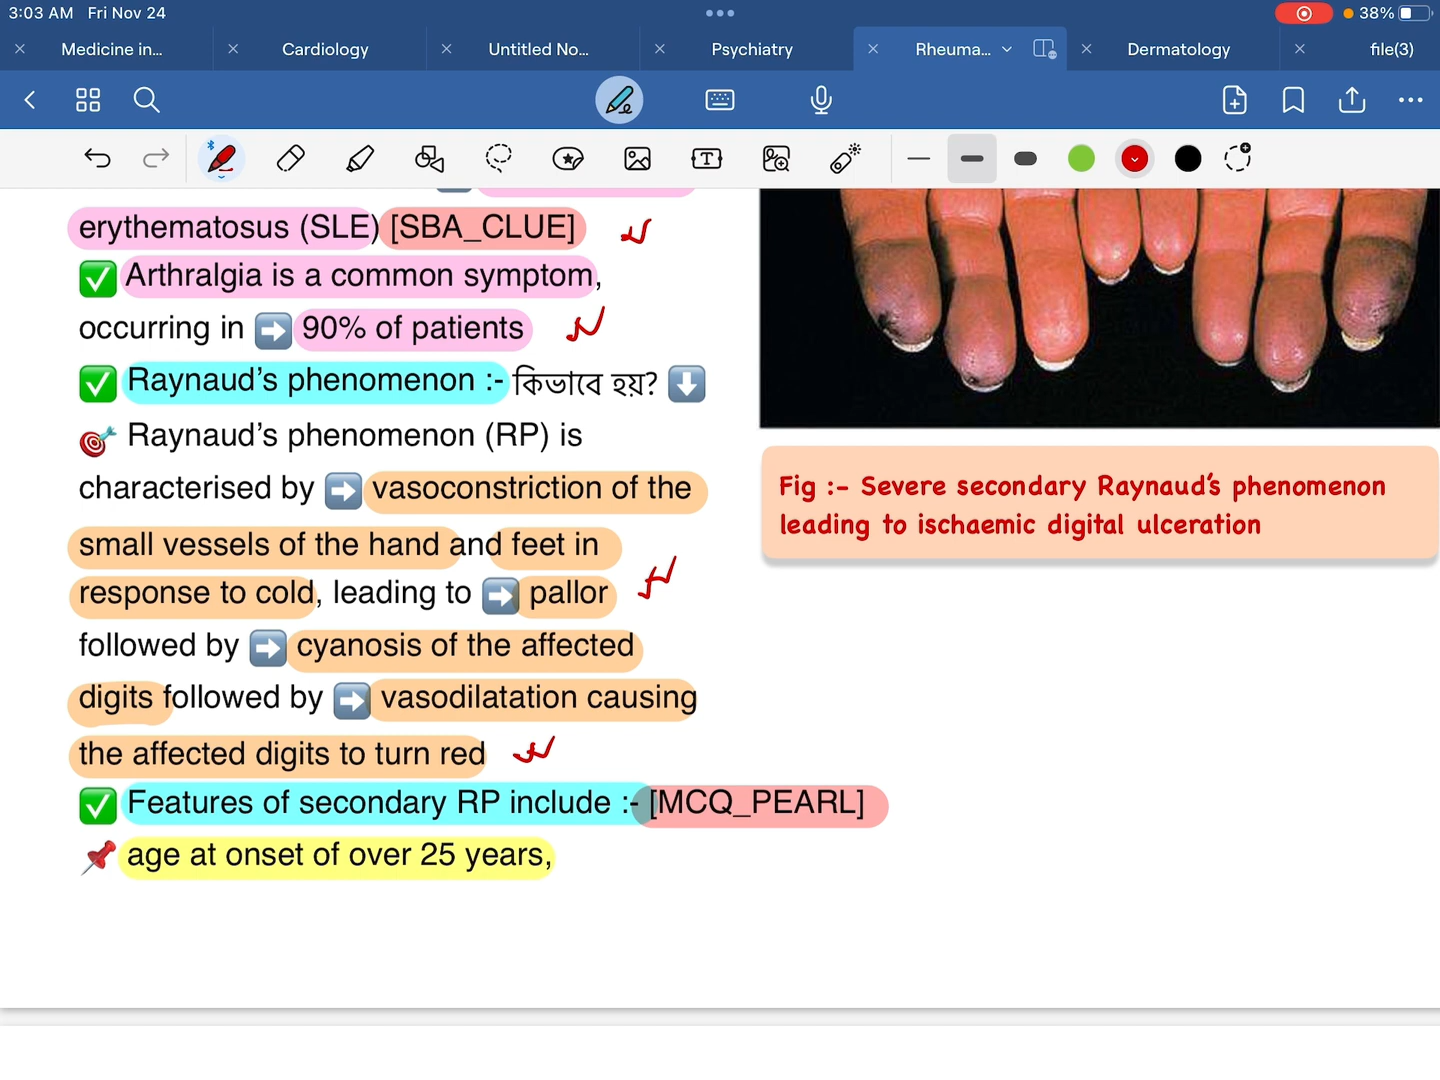 3:03 AM Fri Nov 24
38%
Medicine in...
Cardiology
Untitled No...
Psychiatry
Rheuma...
Dermatology
file(3)
erythematosus (SLE) [SBA_CLUE]
Arthralgia is a common symptom,
occurring in ➡️ 90% of patients
Raynaud's phenomenon :- কিভাবে হয়?
Raynaud's phenomenon (RP) is
characterised by ➡️ vasoconstriction of the
small vessels of the hand and feet in
response to cold, leading to ➡️ pallor
followed by ➡️ cyanosis of the affected
digits followed by ➡️ vasodilatation causing
the affected digits to turn red
Features of secondary RP include :- [MCQ_PEARL]
age at onset of over 25 years,
Fig :- Severe secondary Raynaud's phenomenon
leading to ischaemic digital ulceration